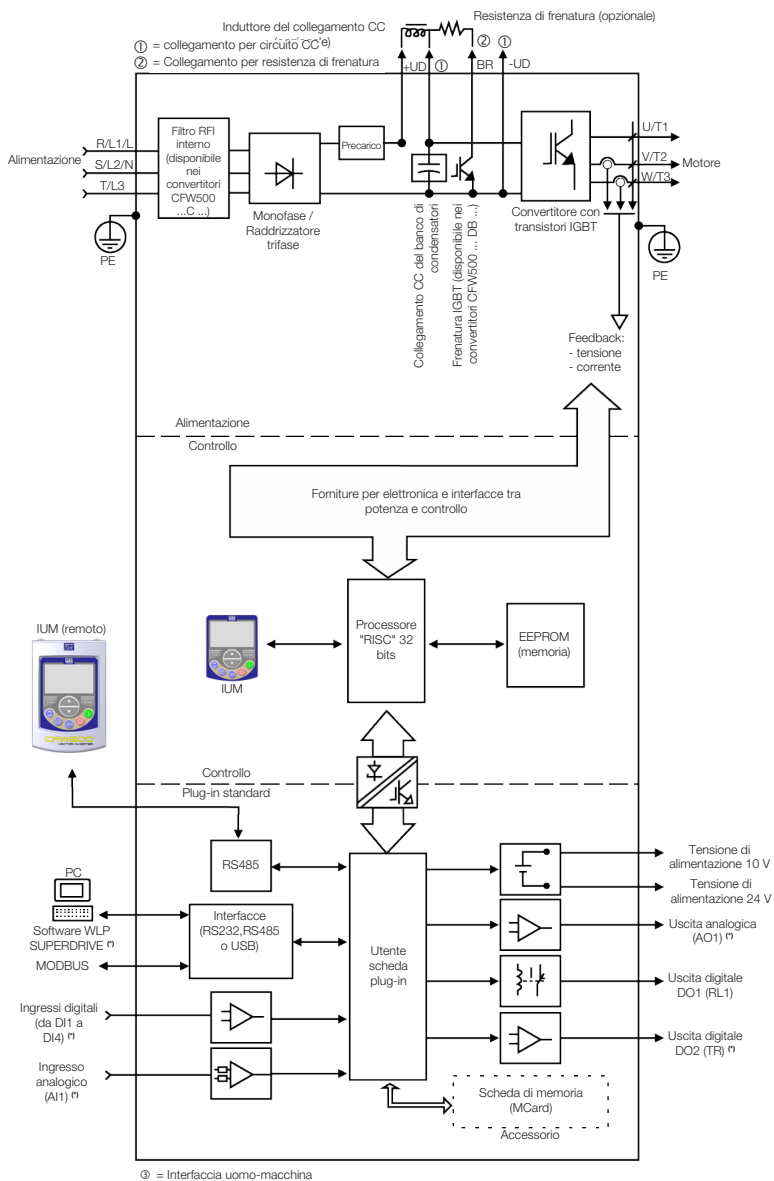 Induttore del collegamento CC
Resistenza di frenatura (opzionale)
① = collegamento per circuito CC
② = Collegamento per resistenza di frenatura
② ①
+UD ① BR -UD
Alimentazione
R/L1/L
S/L2/N
T/L3
PE
Filtro RFI
interno
(disponibile
nei
convertitori
CFW500
...C ...)
Monofase /
Raddrizzatore
trifase
Precarico
Collegamento CC del banco di
condensatori
Frenatura IGBT (disponibile nei
convertitori CFW500 ... DB ...)
Convertitore con
transistori IGBT
U/T1
V/T2
W/T3
Motore
PE
Feedback:
- tensione
- corrente
Alimentazione
Controllo
Forniture per elettronica e interfacce tra
potenza e controllo
IUM (remoto)
CFW500
VECTOR INVERTER
IUM
Processore
"RISC" 32
bits
EEPROM
(memoria)
Controllo
Plug-in standard
RS485
PC
Software WLP
SUPERDRIVE (*)
MODBUS
Interfacce
(RS232,RS485
o USB)
Ingressi digitali
(da DI1 a
DI4) (*)
Ingresso
analogico
(AI1) (*)
Utente
scheda
plug-in
Tensione di
alimentazione 10 V
Tensione di
alimentazione 24 V
Uscita analogica
(AO1) (*)
Uscita digitale
DO1 (RL1)
Uscita digitale
DO2 (TR) (*)
Scheda di memoria
(MCard)
Accessorio
③ = Interfaccia uomo-macchina